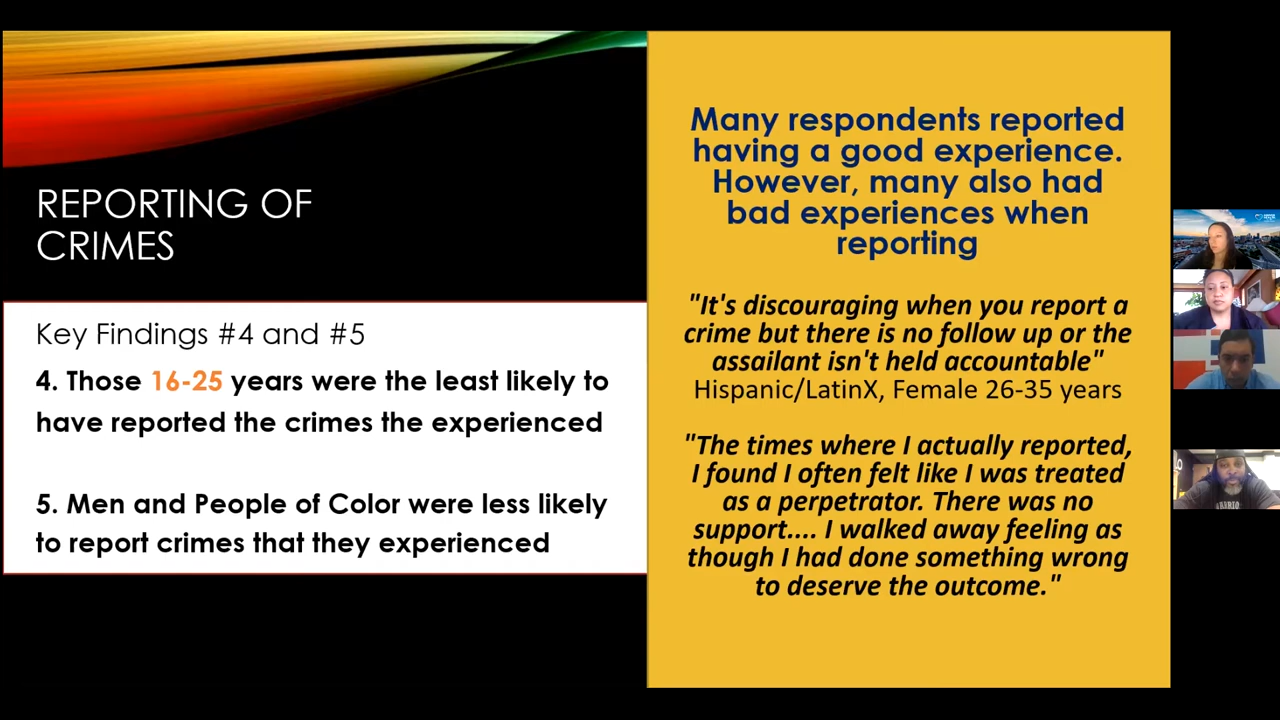 REPORTING OF
CRIMES
Key Findings #4 and #5
4. Those 16-25 years were the least likely to
have reported the crimes the experienced
5. Men and People of Color were less likely
to report crimes that they experienced
Many respondents reported
having a good experience.
However, many also had
bad experiences when
reporting
"It's discouraging when you report a
crime but there is no follow up or the
assailant isn't held accountable"
Hispanic/LatinX, Female 26-35 years
"The times where I actually reported,
I found I often felt like I was treated
as a perpetrator. There was no
support.... I walked away feeling as
though I had done something wrong
to deserve the outcome."